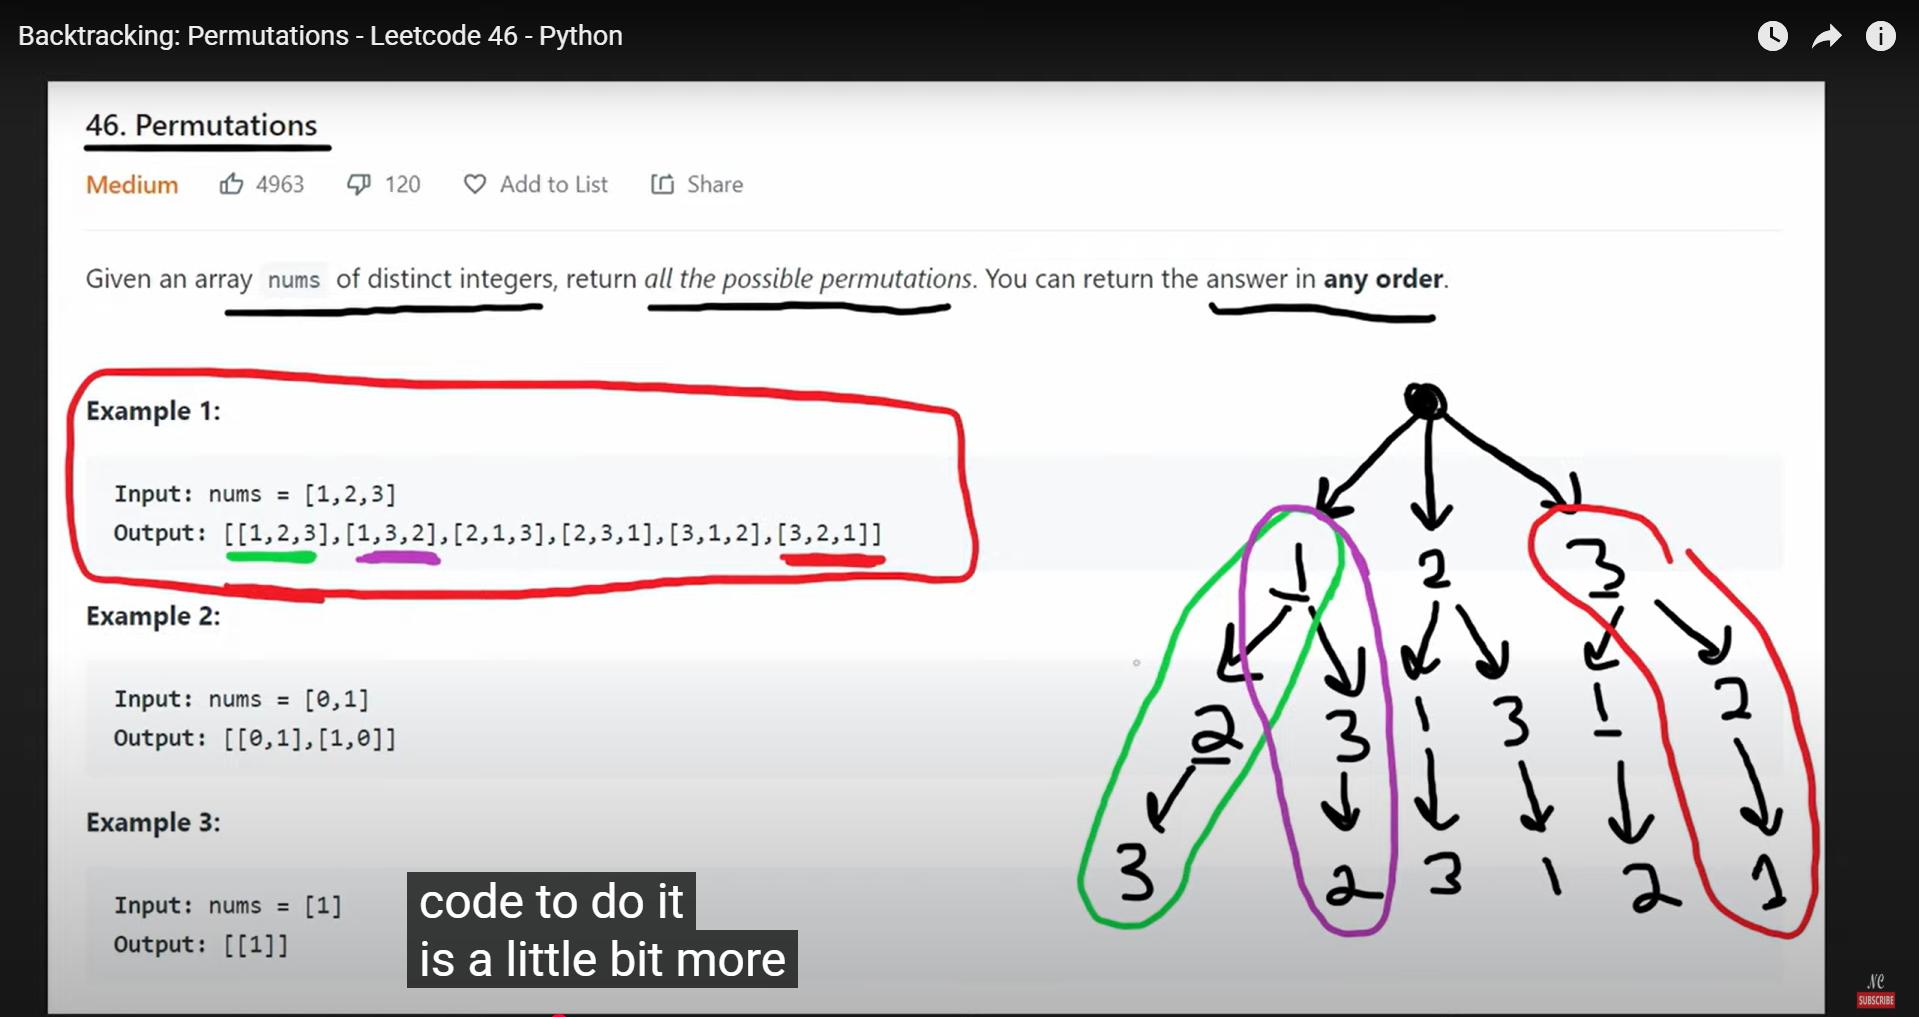 Backtracking: Permutations - Leetcode 46 - Python
46. Permutations
Medium 4963 120 Add to List Share
Given an array nums of distinct integers, return all the possible permutations. You can return the answer in any order.
Example 1:
Input: nums = [1,2,3]
Output: [[1,2,3],[1,3,2],[2,1,3],[2,3,1],[3,1,2],[3,2,1]]
Example 2:
Input: nums = [0,1]
Output: [[0,1],[1,0]]
Example 3:
Input: nums = [1]
Output: [[1]]
1 2 3
2 3 1 3 1 2
3 2 3 1 2 1
code to do it
is a little bit more
NC
SUBSCRIBE